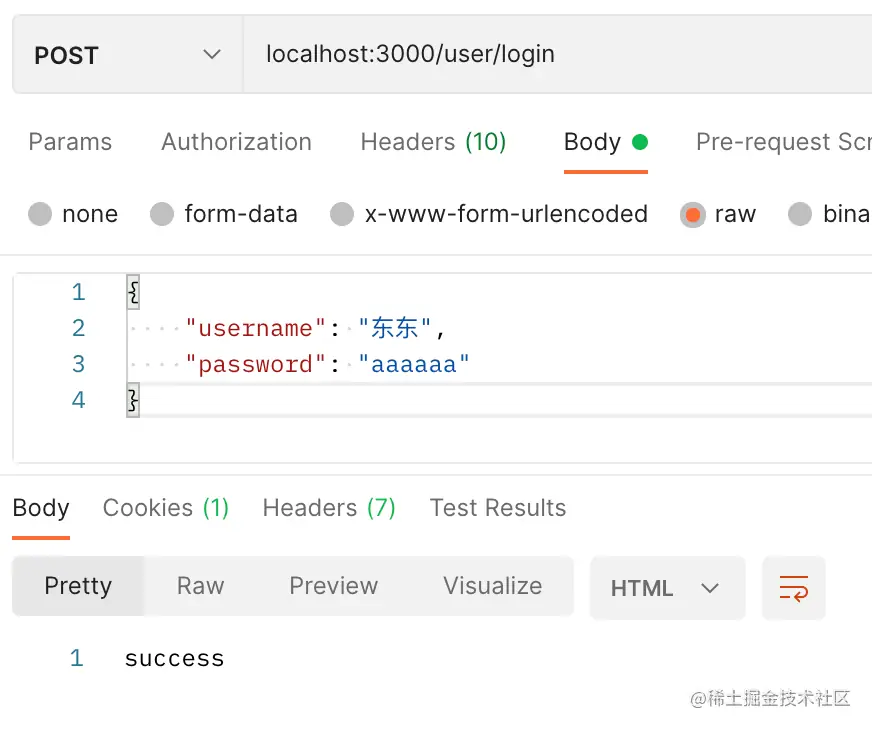 POST localhost:3000/user/login
Params Authorization Headers (10) Body Pre-request Scr
none form-data x-www-form-urlencoded raw bina
1 {
2 "username": "东东",
3 "password": "aaaaaa"
4 }
Body Cookies (1) Headers (7) Test Results
Pretty Raw Preview Visualize HTML
1 success
@稀土掘金技术社区